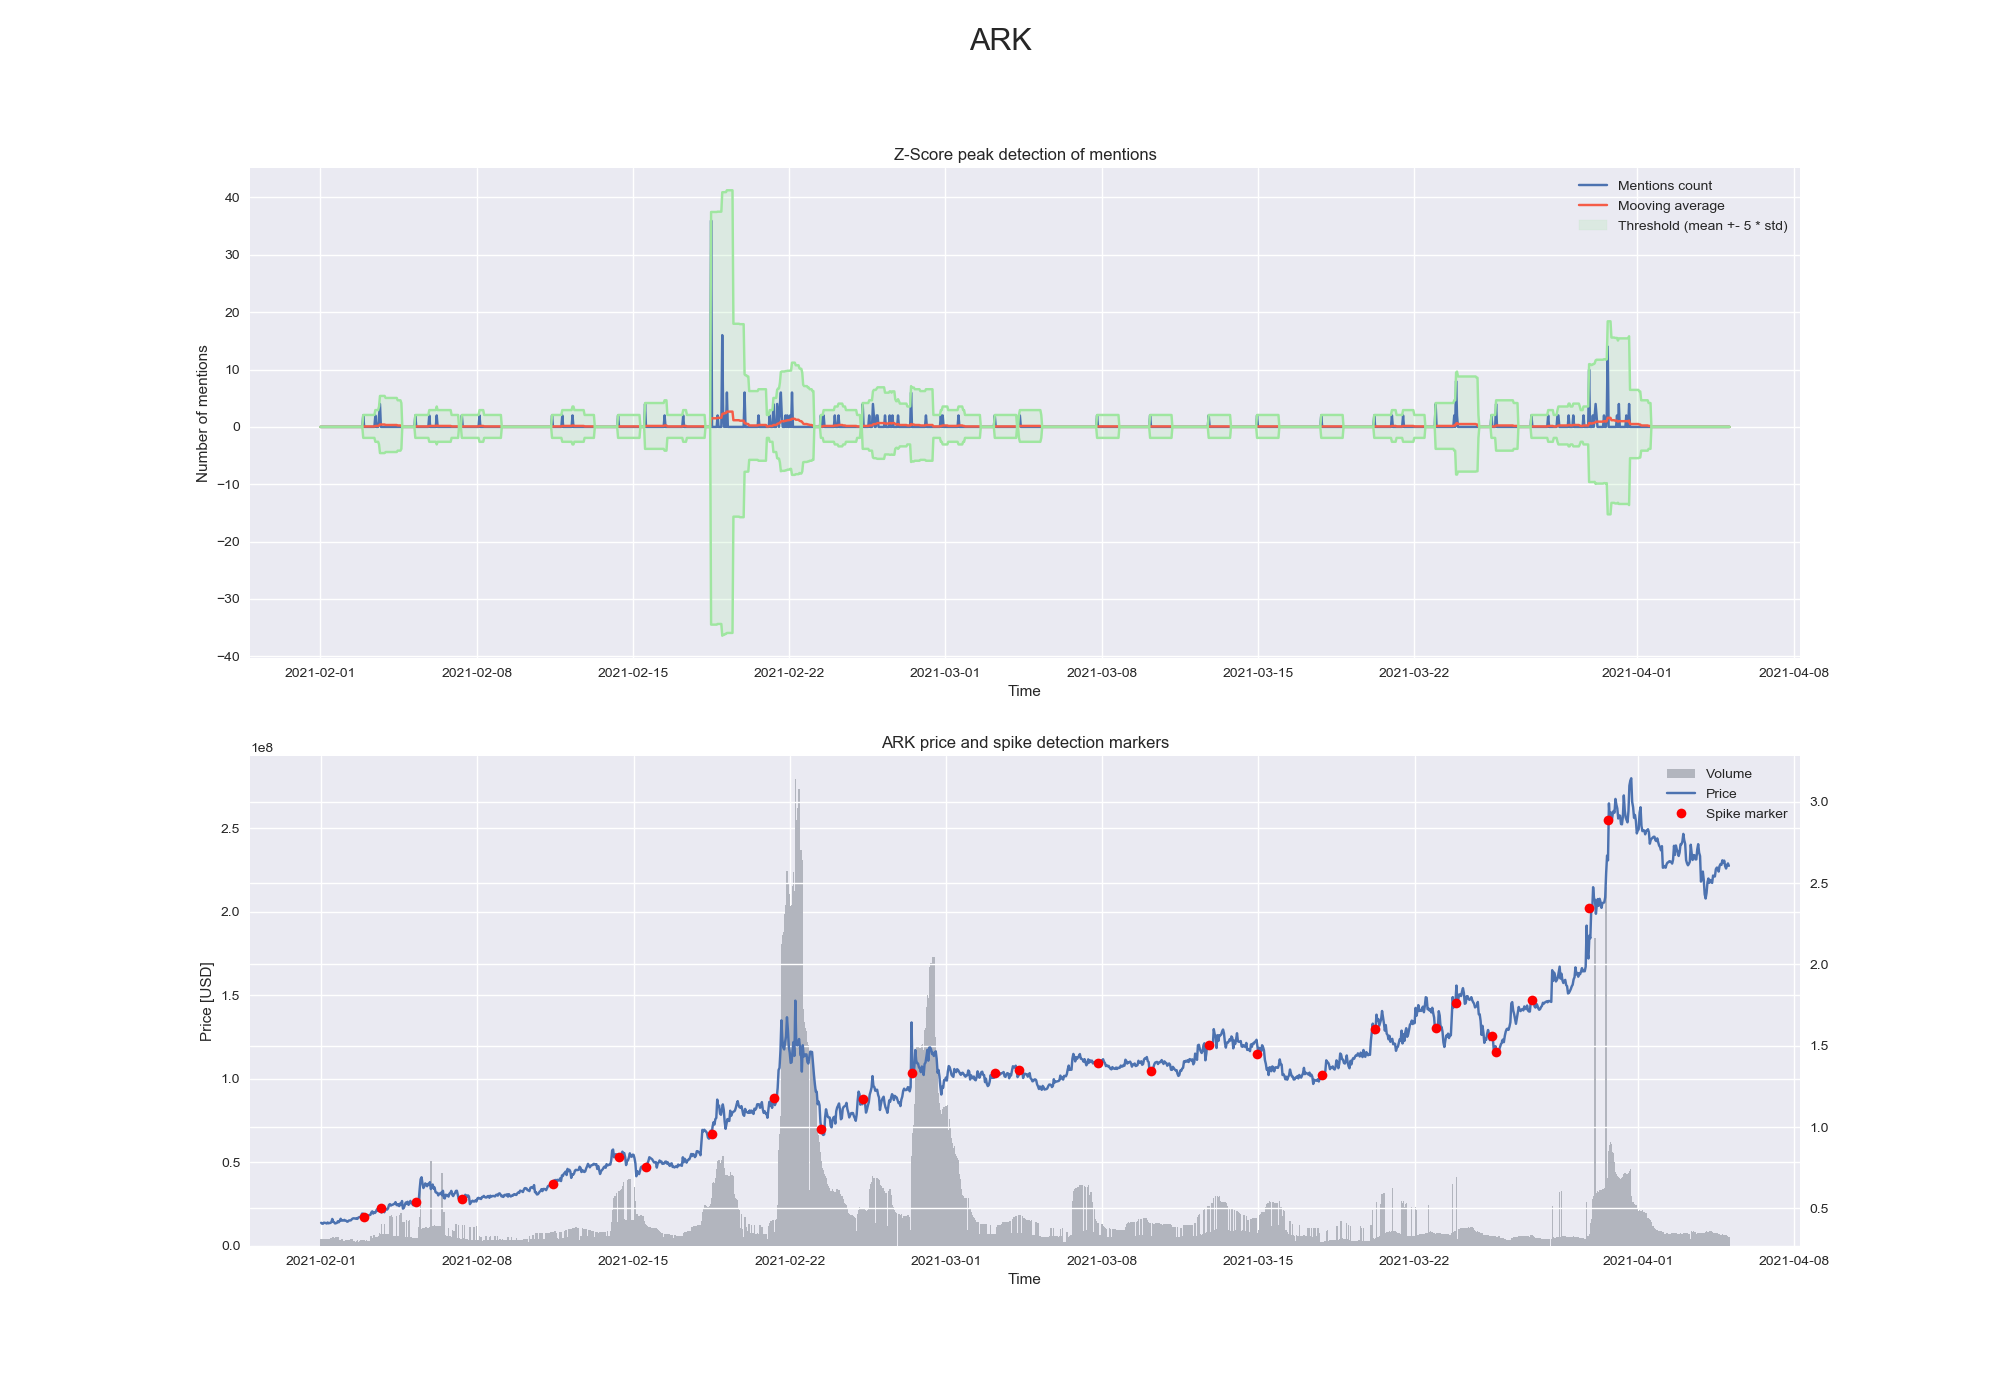 ARK
Z-Score peak detection of mentions
Mentions count
Mooving average
Threshold (mean +- 5 * std)
Number of mentions
40
30
20
10
0
−10
−20
−30
−40
2021-02-01 2021-02-08 2021-02-15 2021-02-22 2021-03-01 2021-03-08 2021-03-15 2021-03-22 2021-04-01 2021-04-08
Time
ARK price and spike detection markers
1e8
Volume
Price
Spike marker
Price [USD]
2.5
2.0
1.5
1.0
0.5
0.0
3.0
2.5
2.0
1.5
1.0
0.5
2021-02-01 2021-02-08 2021-02-15 2021-02-22 2021-03-01 2021-03-08 2021-03-15 2021-03-22 2021-04-01 2021-04-08
Time